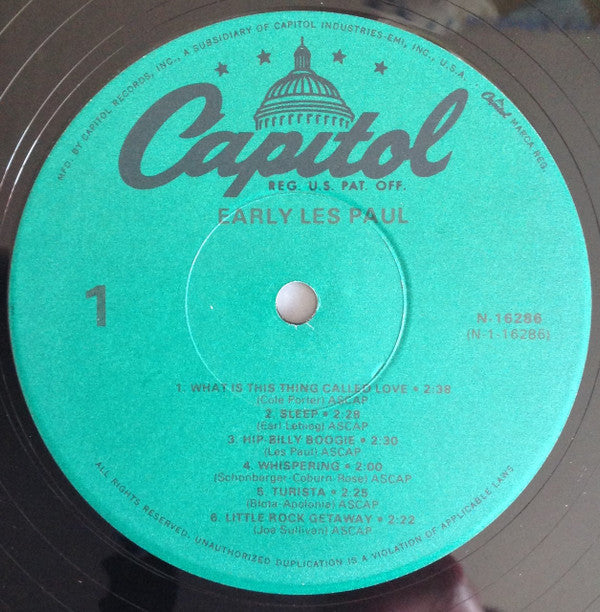 MFG. BY CAPITOL RECORDS, INC., A SUBSIDIARY OF CAPITOL INDUSTRIES-EMI, INC., U.S.A.
Capitol
REG. U.S. PAT. OFF.
Capitol MARCA REG.
EARLY LES PAUL
1
N-16286
(N-1-16286)
1. WHAT IS THIS THING CALLED LOVE • 2:38
(Cole Porter) ASCAP
2. SLEEP • 2:28
(Earl Lebieg) ASCAP
3. HIP-BILLY BOOGIE • 2:30
(Les Paul) ASCAP
4. WHISPERING • 2:00
(Schonberger-Coburn-Rose) ASCAP
5. TURISTA • 2:25
ASCAP
6. LITTLE ROCK GETAWAY • 2:22
(Joe Sullivan) ASCAP
ALL RIGHTS RESERVED. UNAUTHORIZED DUPLICATION IS A VIOLATION OF APPLICABLE LAWS